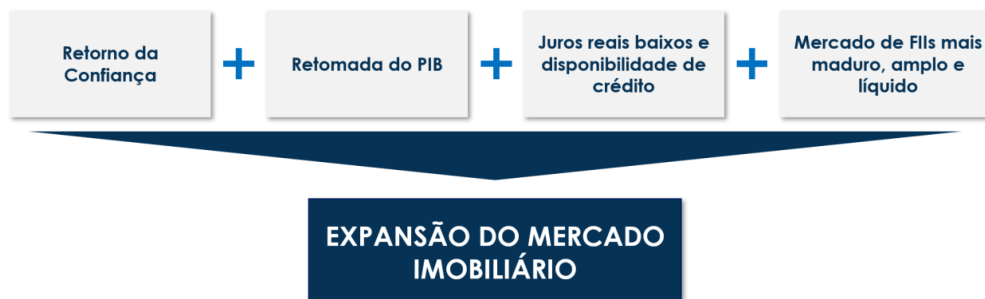 Retorno da
Confiança
+
Retomada do PIB
+
Juros reais baixos e
disponibilidade de
crédito
+
Mercado de FIIs mais
maduro, amplo e
líquido
EXPANSÃO DO MERCADO
IMOBILIÁRIO